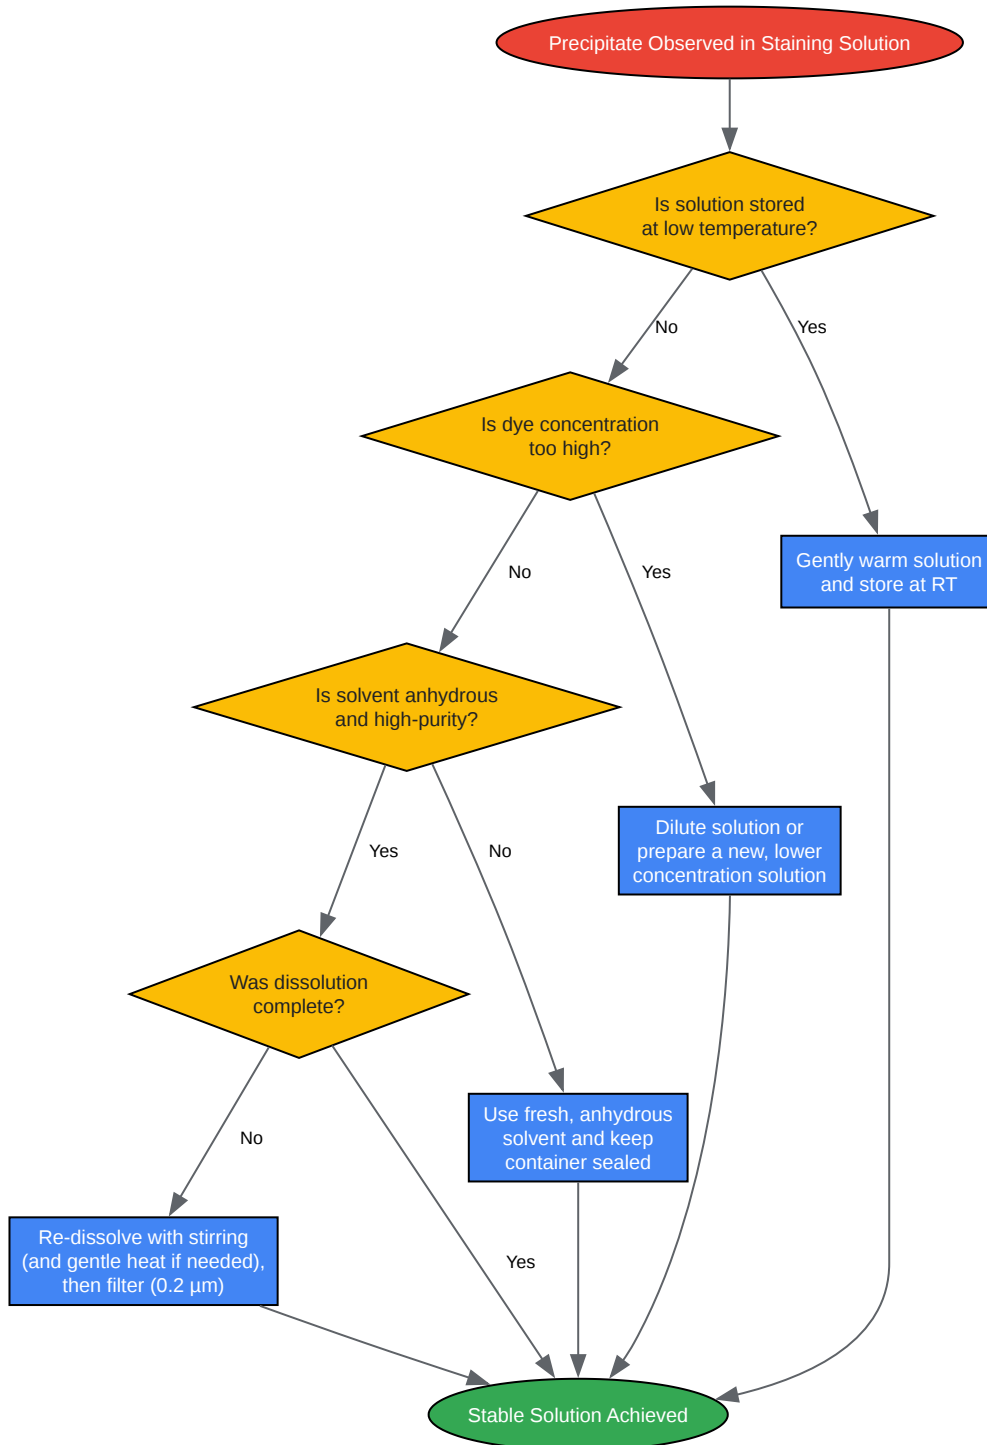 Precipitate Observed in Staining Solution
Is solution stored
at low temperature?
No
Yes
Is dye concentration
too high?
No
Yes
Gently warm solution
and store at RT
Is solvent anhydrous
and high-purity?
Yes
No
Dilute solution or
prepare a new, lower
concentration solution
Was dissolution
complete?
No
Yes
Use fresh, anhydrous
solvent and keep
container sealed
Re-dissolve with stirring
(and gentle heat if needed),
then filter (0.2 µm)
Stable Solution Achieved